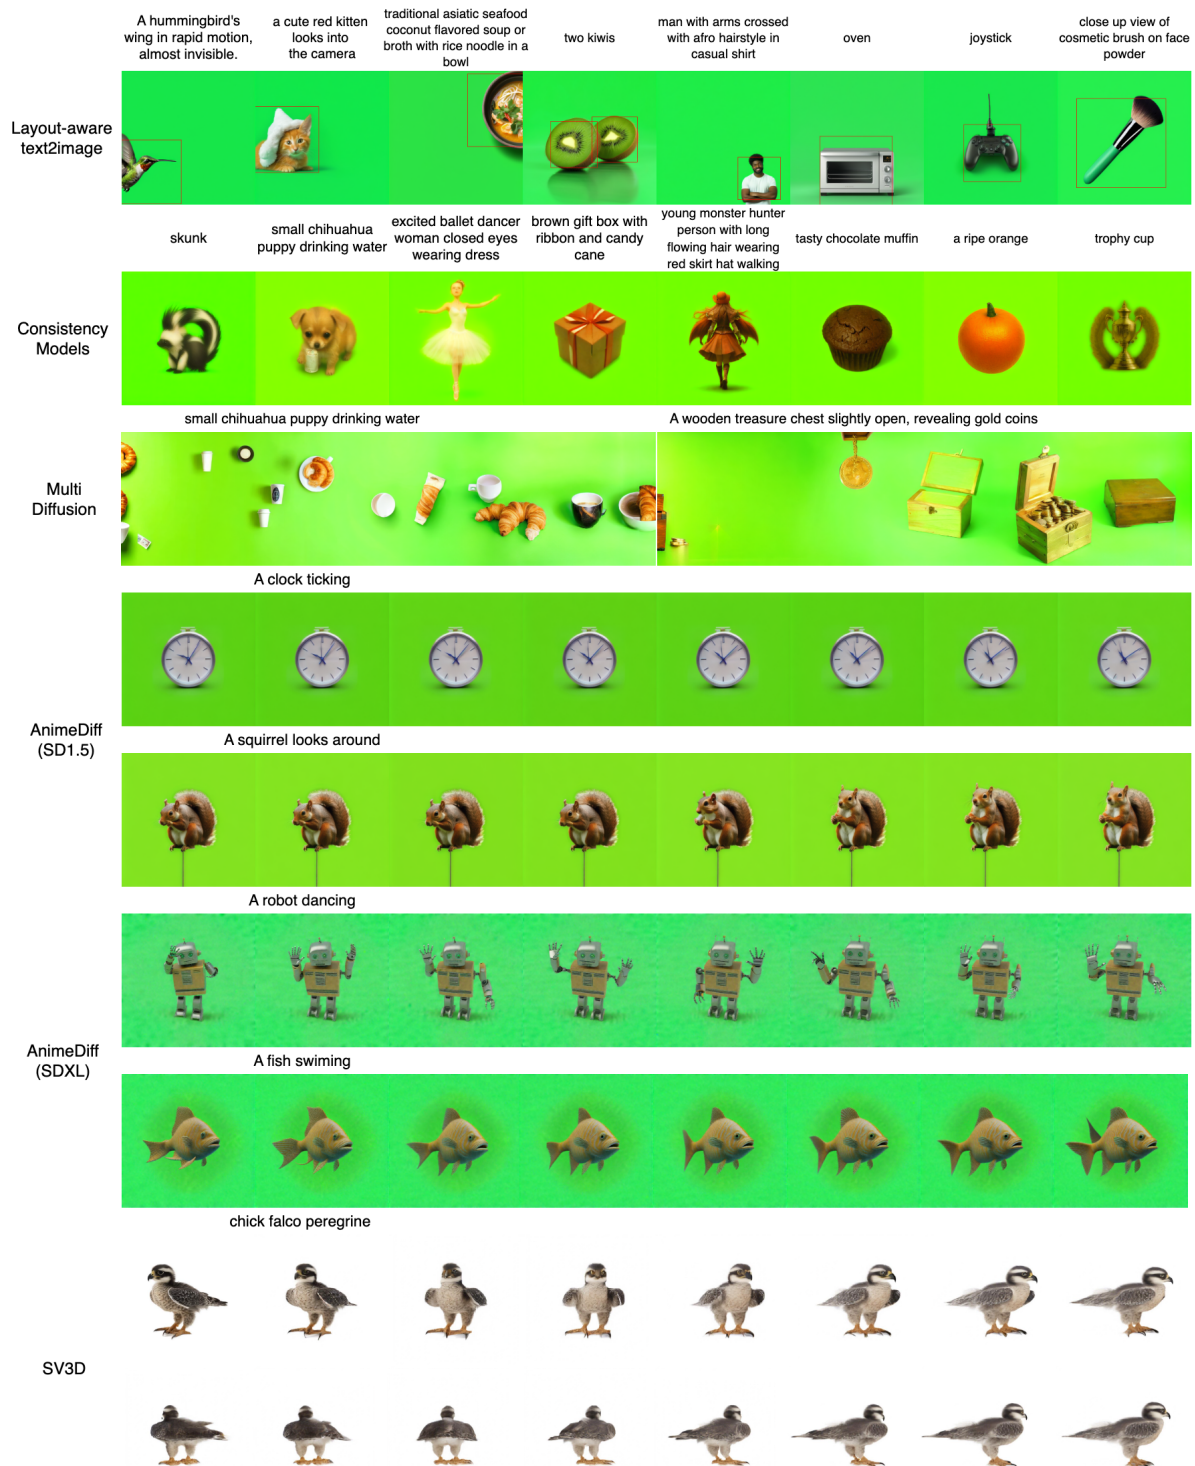 A hummingbird's
wing in rapid motion,
almost invisible.
a cute red kitten
looks into
the camera
traditional asiatic seafood
coconut flavored soup or
broth with rice noodle in a
bowl
two kiwis
man with arms crossed
with afro hairstyle in
casual shirt
oven
joystick
close up view of
cosmetic brush on face
powder
Layout-aware
text2image
skunk
small chihuahua
puppy drinking water
excited ballet dancer
woman closed eyes
wearing dress
brown gift box with
ribbon and candy
cane
young monster hunter
person with long
flowing hair wearing
red skirt hat walking
tasty chocolate muffin
a ripe orange
trophy cup
Consistency
Models
small chihuahua puppy drinking water
A wooden treasure chest slightly open, revealing gold coins
Multi
Diffusion
A clock ticking
AnimeDiff
(SD1.5)
A squirrel looks around
A robot dancing
AnimeDiff
(SDXL)
A fish swiming
chick falco peregrine
SV3D